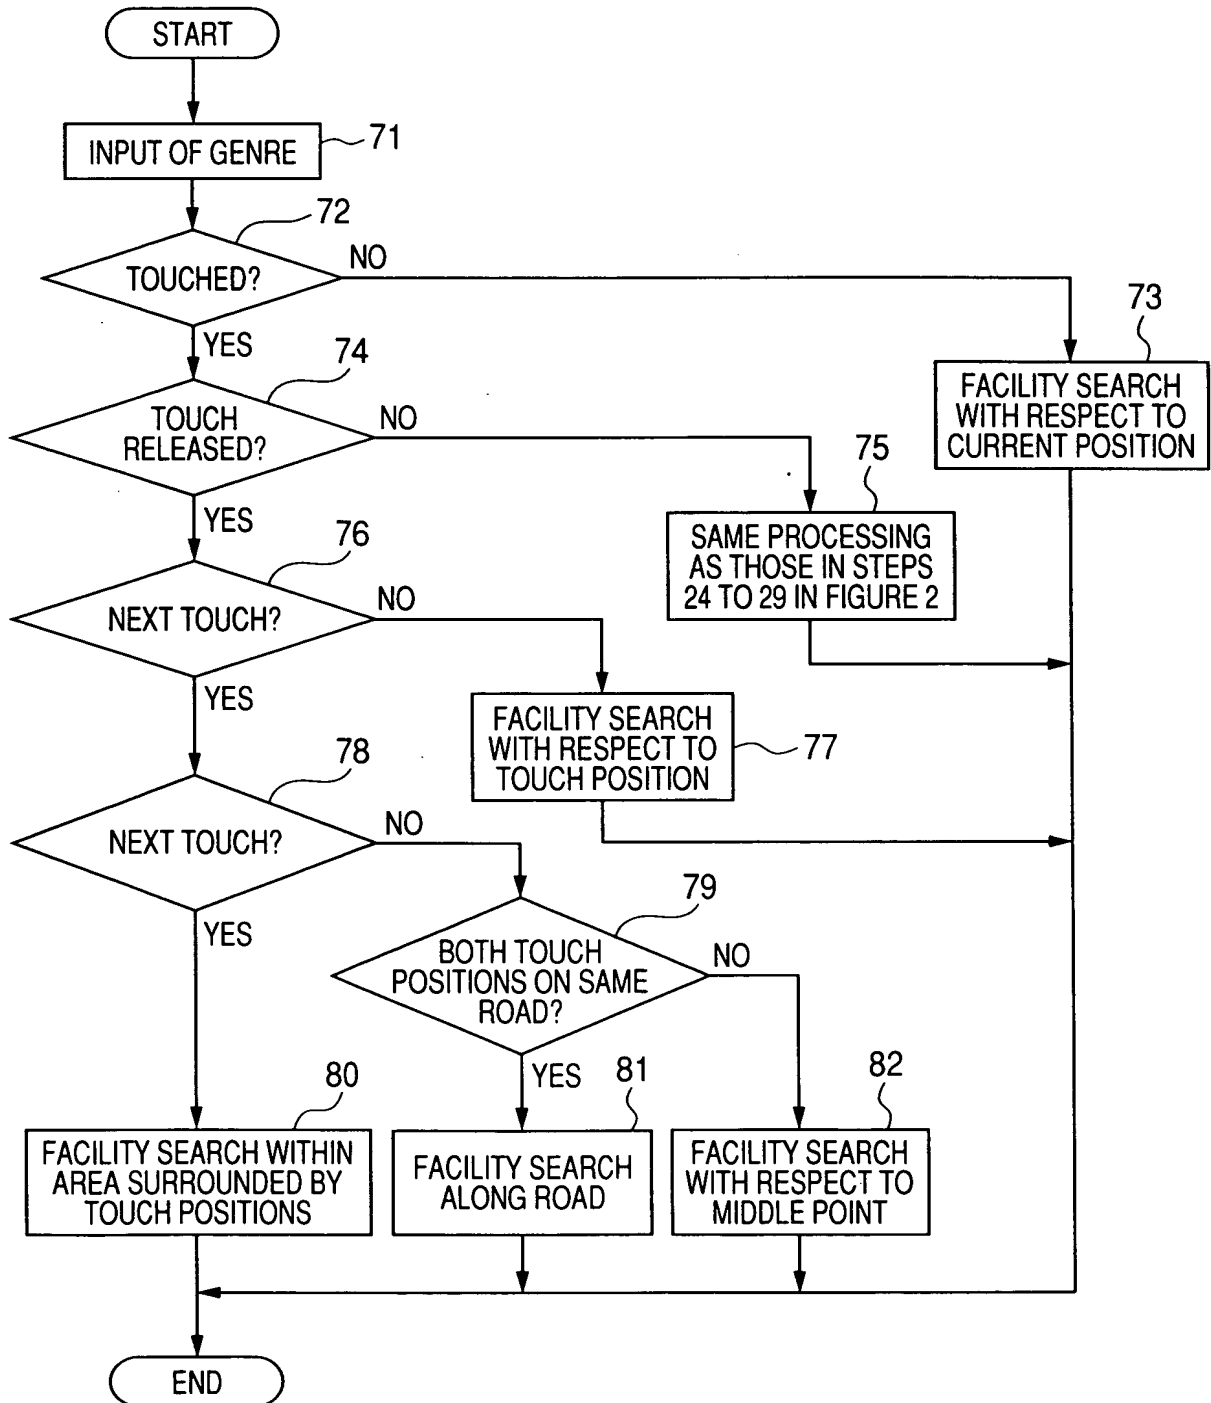 START
INPUT OF GENRE
71
72
TOUCHED?
NO
YES
73
FACILITY SEARCH
WITH RESPECT TO
CURRENT POSITION
74
TOUCH
RELEASED?
NO
YES
75
SAME PROCESSING
AS THOSE IN STEPS
24 TO 29 IN FIGURE 2
76
NEXT TOUCH?
NO
YES
FACILITY SEARCH
WITH RESPECT TO
TOUCH POSITION
77
78
NEXT TOUCH?
NO
YES
79
BOTH TOUCH
POSITIONS ON SAME
ROAD?
NO
YES
80
FACILITY SEARCH WITHIN
AREA SURROUNDED BY
TOUCH POSITIONS
81
FACILITY SEARCH
ALONG ROAD
82
FACILITY SEARCH
WITH RESPECT TO
MIDDLE POINT
END